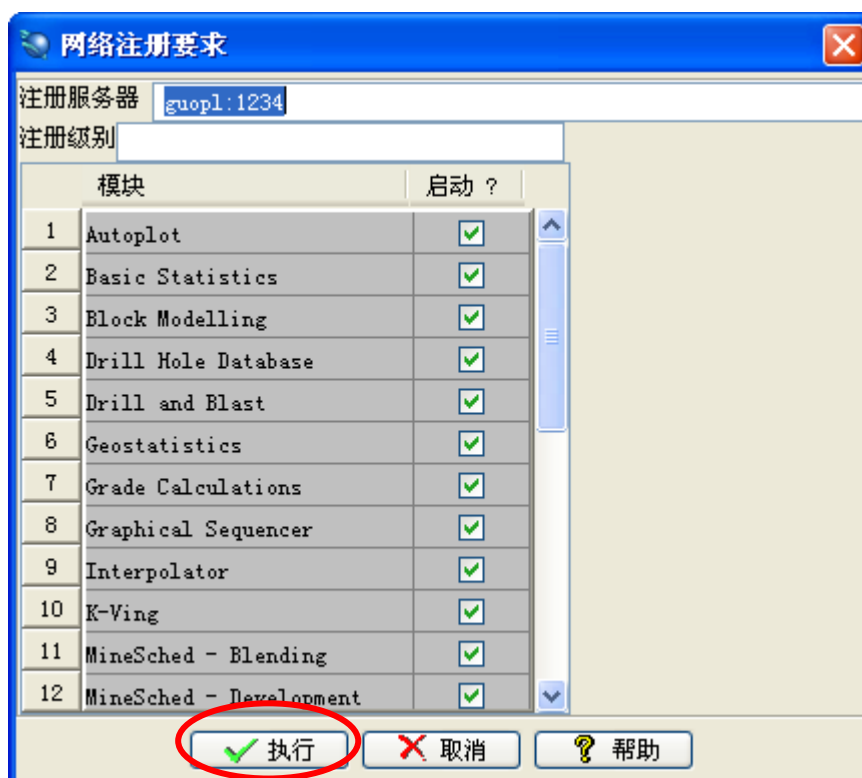 网络注册要求
注册服务器 guopl:1234
注册级别
模块 启动 ?
1 Autoplot
2 Basic Statistics
3 Block Modelling
4 Drill Hole Database
5 Drill and Blast
6 Geostatistics
7 Grade Calculations
8 Graphical Sequencer
9 Interpolator
10 K-Ving
11 MineSched - Blending
12 MineSched - Development
执行 取消 帮助